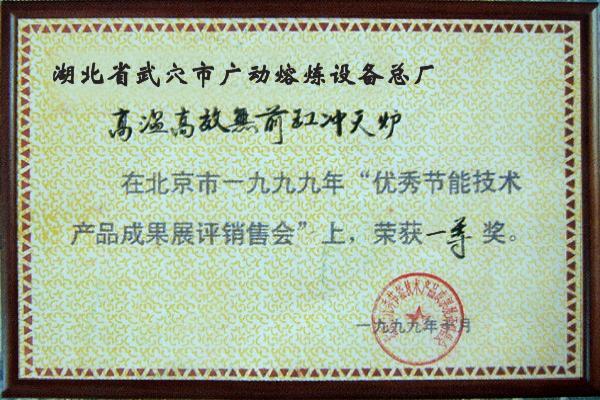 湖北省武穴市广动熔炼设备总厂
高温高效无前缸冲天炉
在北京市一九九九年“优秀节能技术
产品成果展评销售会”上，荣获一等奖。
一九九九年 月